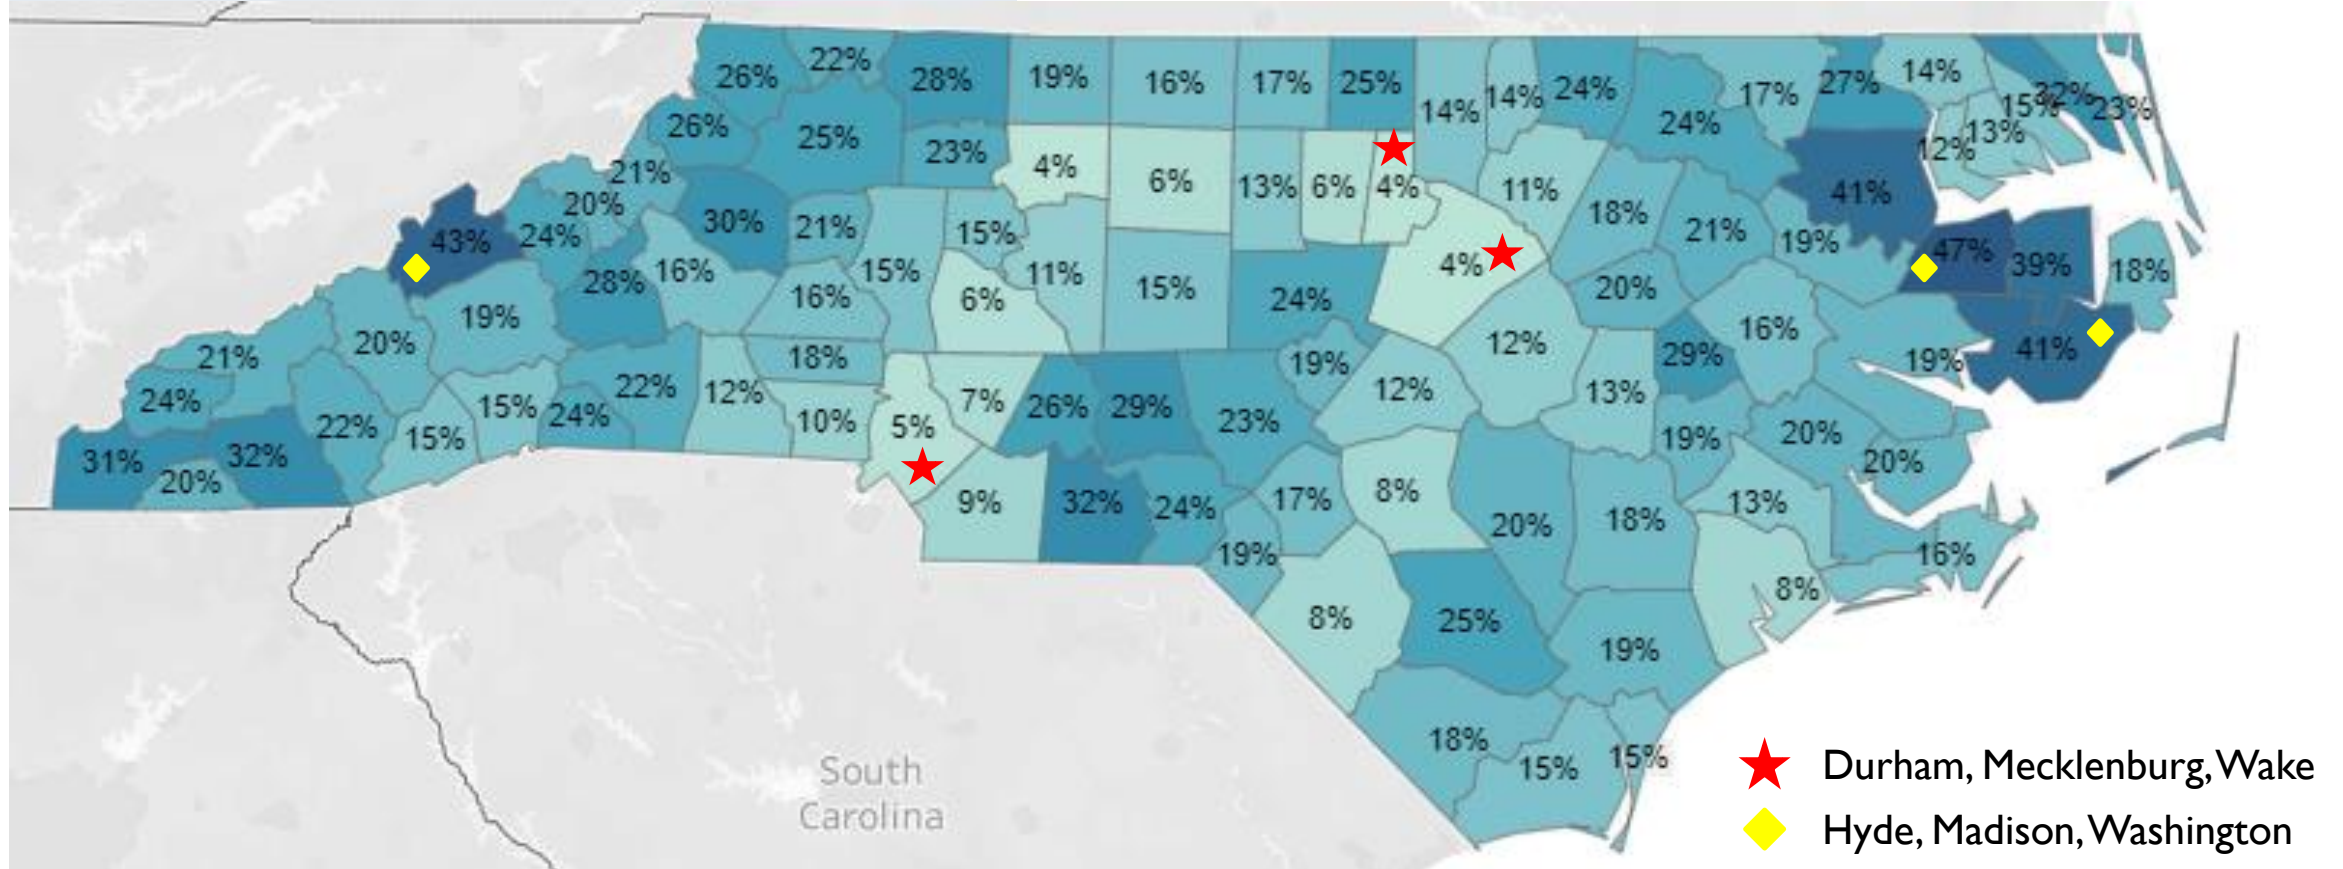 26% 22% 28% 19% 16% 17% 25% 14% 14% 24% 24% 17% 27% 14% 15% 32% 23%
26% 25% 23% 4% 6% 13% 6% 4% 11% 18% 21% 19% 41% 12% 13%
43% 24% 20% 21% 30% 21% 15% 15% 11% 15% 24% 4% 20% 47% 39% 18%
21% 20% 19% 28% 16% 16% 6% 12% 29% 16% 19% 41%
24% 22% 15% 15% 24% 22% 12% 18% 10% 5% 7% 26% 29% 23% 19% 12% 13% 19% 20% 20%
31% 20% 32% 9% 32% 24% 19% 17% 8% 20% 18% 13% 8% 16%
8% 25% 19%
18% 15% 15%
South
Carolina
Durham, Mecklenburg, Wake
Hyde, Madison, Washington